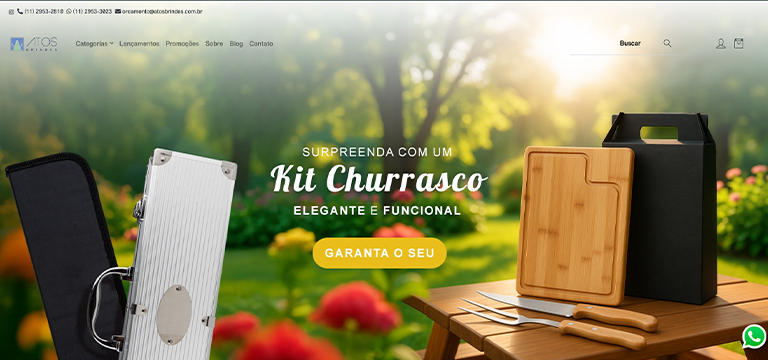 (11) 2953-2818 (11) 2953-3023 orcamento@atosbrindes.com.br
ATOS
BRINDES
Categorias Lançamentos Promoções Sobre Blog Contato
Buscar
SURPREENDA COM UM
Kit Churrasco
ELEGANTE E FUNCIONAL
GARANTA O SEU